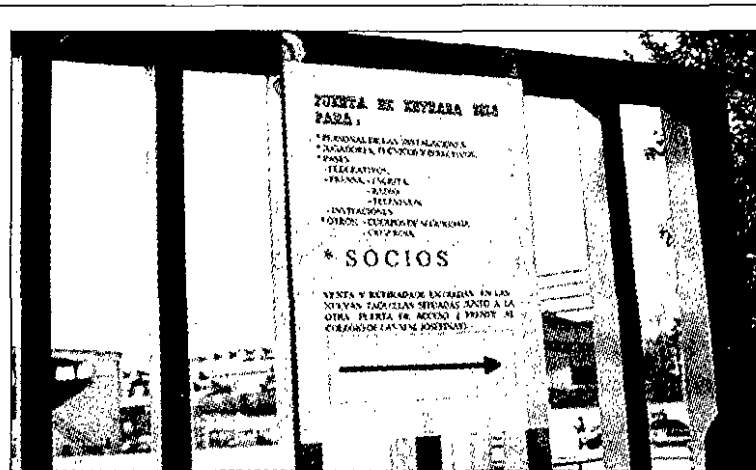 PUERTA DE ENTRADA SOLO
PARA:
* PERSONAL DE LAS INSTALACIONES.
* JUGADORES, TECNICOS Y DIRECTIVOS.
* PASES
- FEDERATIVOS.
- PRENSA: - ESCRITA.
- RADIO
- TELEVISION.
- INVITACIONES
* OTROS: - CUERPOS DE SEGURIDAD.
- CRUZ ROJA.
* SOCIOS
VENTA Y RETIRADA DE ENTRADAS EN LAS
NUEVAS TAQUILLAS SITUADAS JUNTO A LA
OTRA PUERTA DE ACCESO ( FRENTE AL
COLEGIO DE LAS MM. JOSEFINAS)